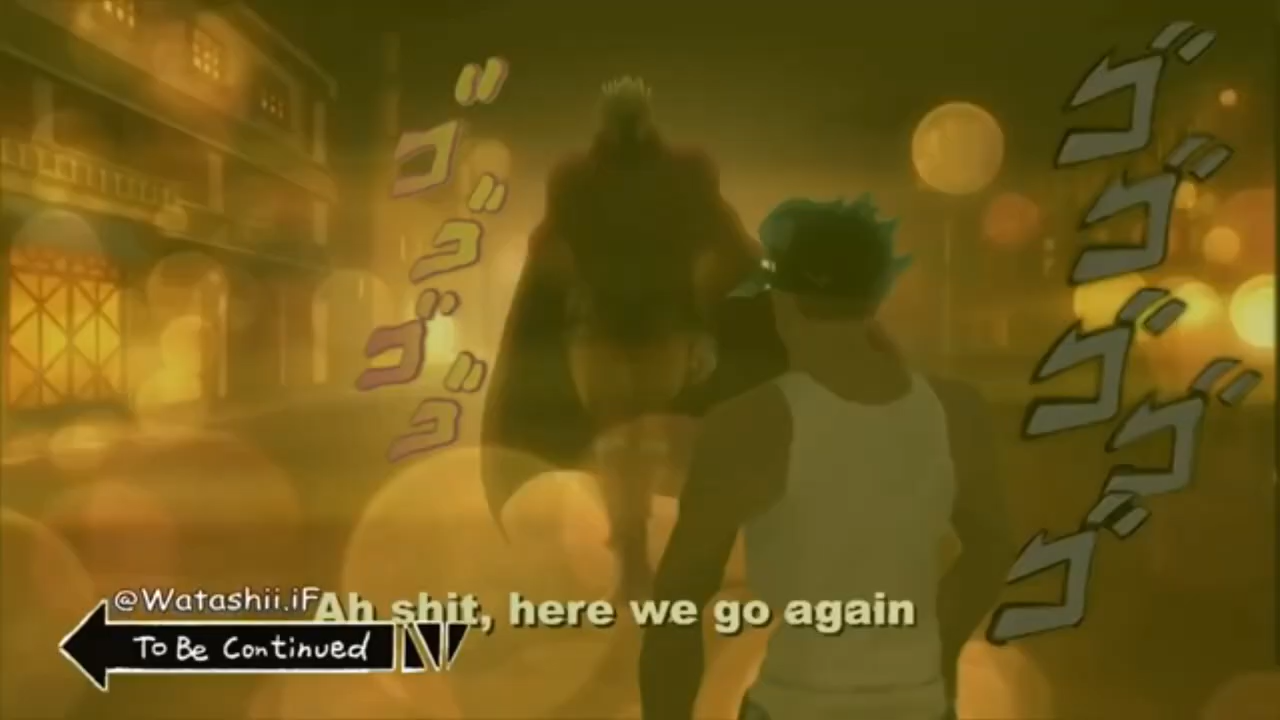 ゴゴゴゴ
ゴゴゴゴゴ
@Watashii.iF
Ah shit, here we go again
To Be Continued